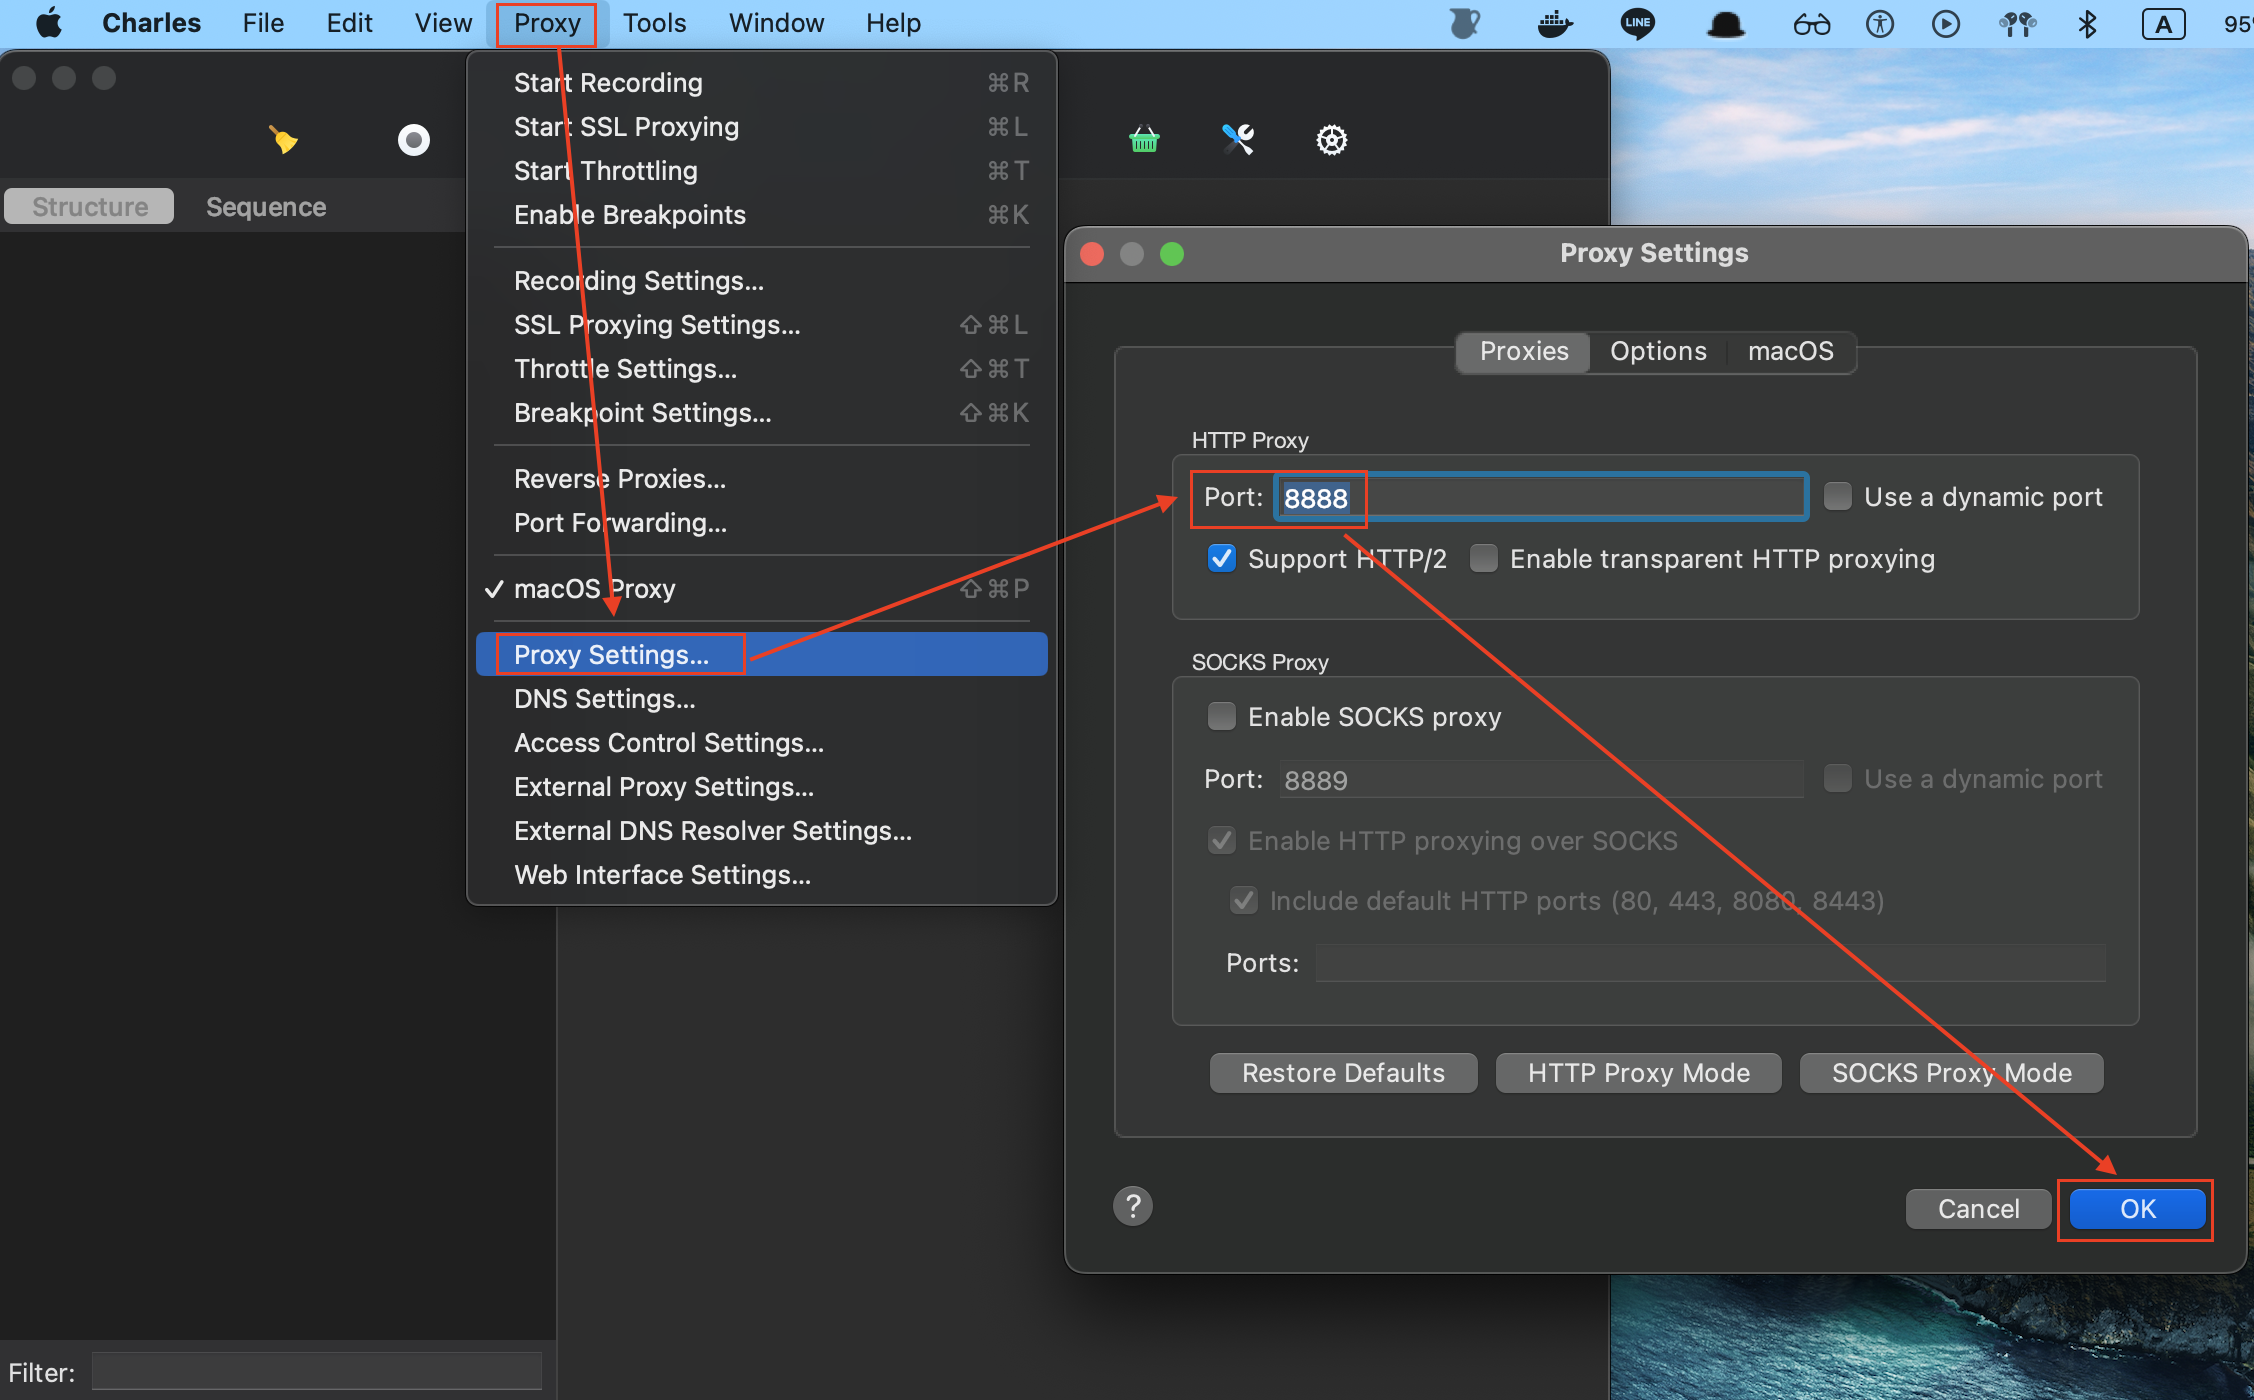 Charles File Edit View Proxy Tools Window Help LINE A 95%
Start Recording ⌘R
Start SSL Proxying ⌘L
Start Throttling ⌘T
Enable Breakpoints ⌘K
Structure Sequence
Recording Settings...
SSL Proxying Settings... ⇧⌘L
Throttle Settings... ⇧⌘T
Breakpoint Settings... ⇧⌘K
Reverse Proxies...
Port Forwarding...
✓ macOS Proxy ⇧⌘P
Proxy Settings...
DNS Settings...
Access Control Settings...
External Proxy Settings...
External DNS Resolver Settings...
Web Interface Settings...
Filter:
Proxy Settings
Proxies Options macOS
HTTP Proxy
Port: 8888 Use a dynamic port
Support HTTP/2 Enable transparent HTTP proxying
SOCKS Proxy
Enable SOCKS proxy
Port: 8889 Use a dynamic port
Enable HTTP proxying over SOCKS
Include default HTTP ports (80, 443, 8080, 8443)
Ports:
Restore Defaults HTTP Proxy Mode SOCKS Proxy Mode
? Cancel OK